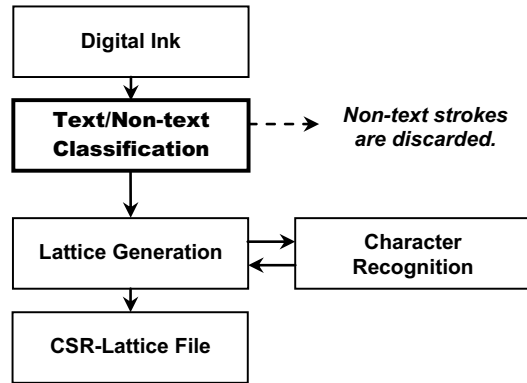 Digital Ink
Text/Non-text
Classification
Non-text strokes
are discarded.
Lattice Generation
Character
Recognition
CSR-Lattice File